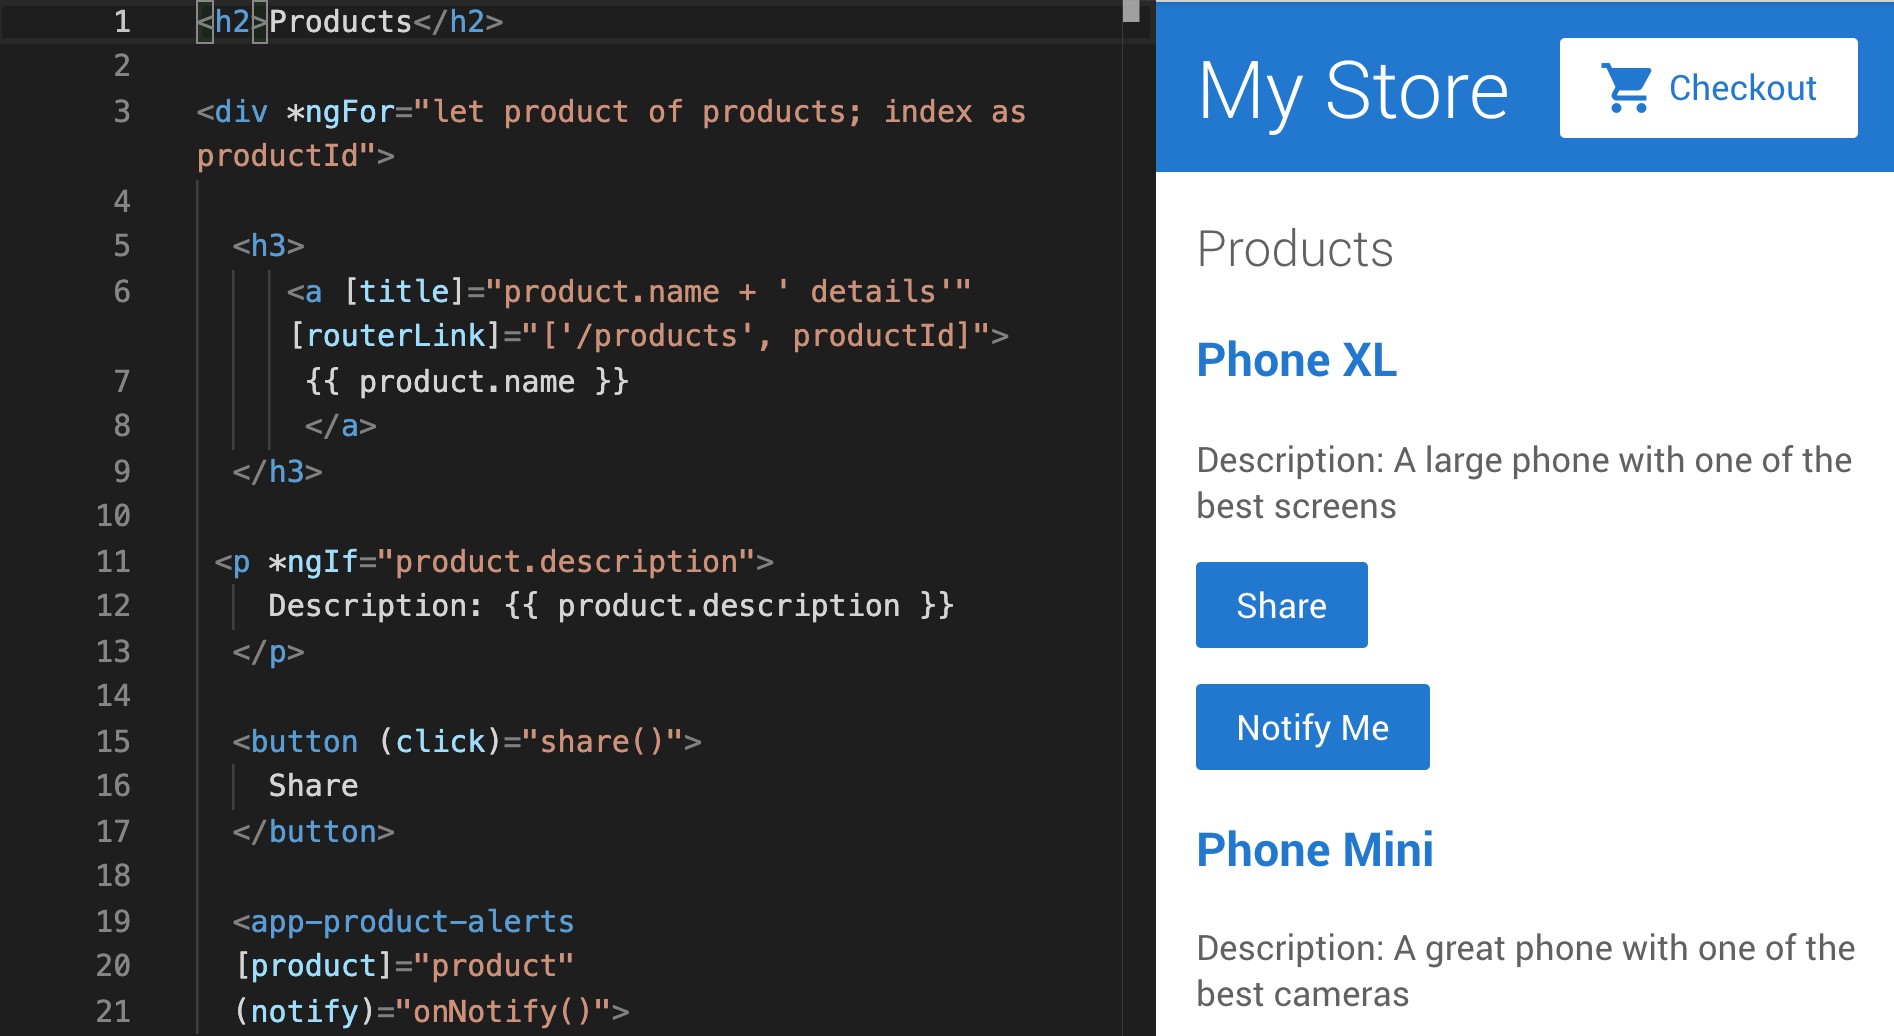 1 <h2>Products</h2>
2
3 <div *ngFor="let product of products; index as
productId">
4
5 <h3>
6 <a [title]="product.name + ' details'"
[routerLink]="['/products', productId]">
7 {{ product.name }}
8 </a>
9 </h3>
10
11 <p *ngIf="product.description">
12 Description: {{ product.description }}
13 </p>
14
15 <button (click)="share()">
16 Share
17 </button>
18
19 <app-product-alerts
20 [product]="product"
21 (notify)="onNotify()">
My Store
Checkout
Products
Phone XL
Description: A large phone with one of the
best screens
Share
Notify Me
Phone Mini
Description: A great phone with one of the
best cameras